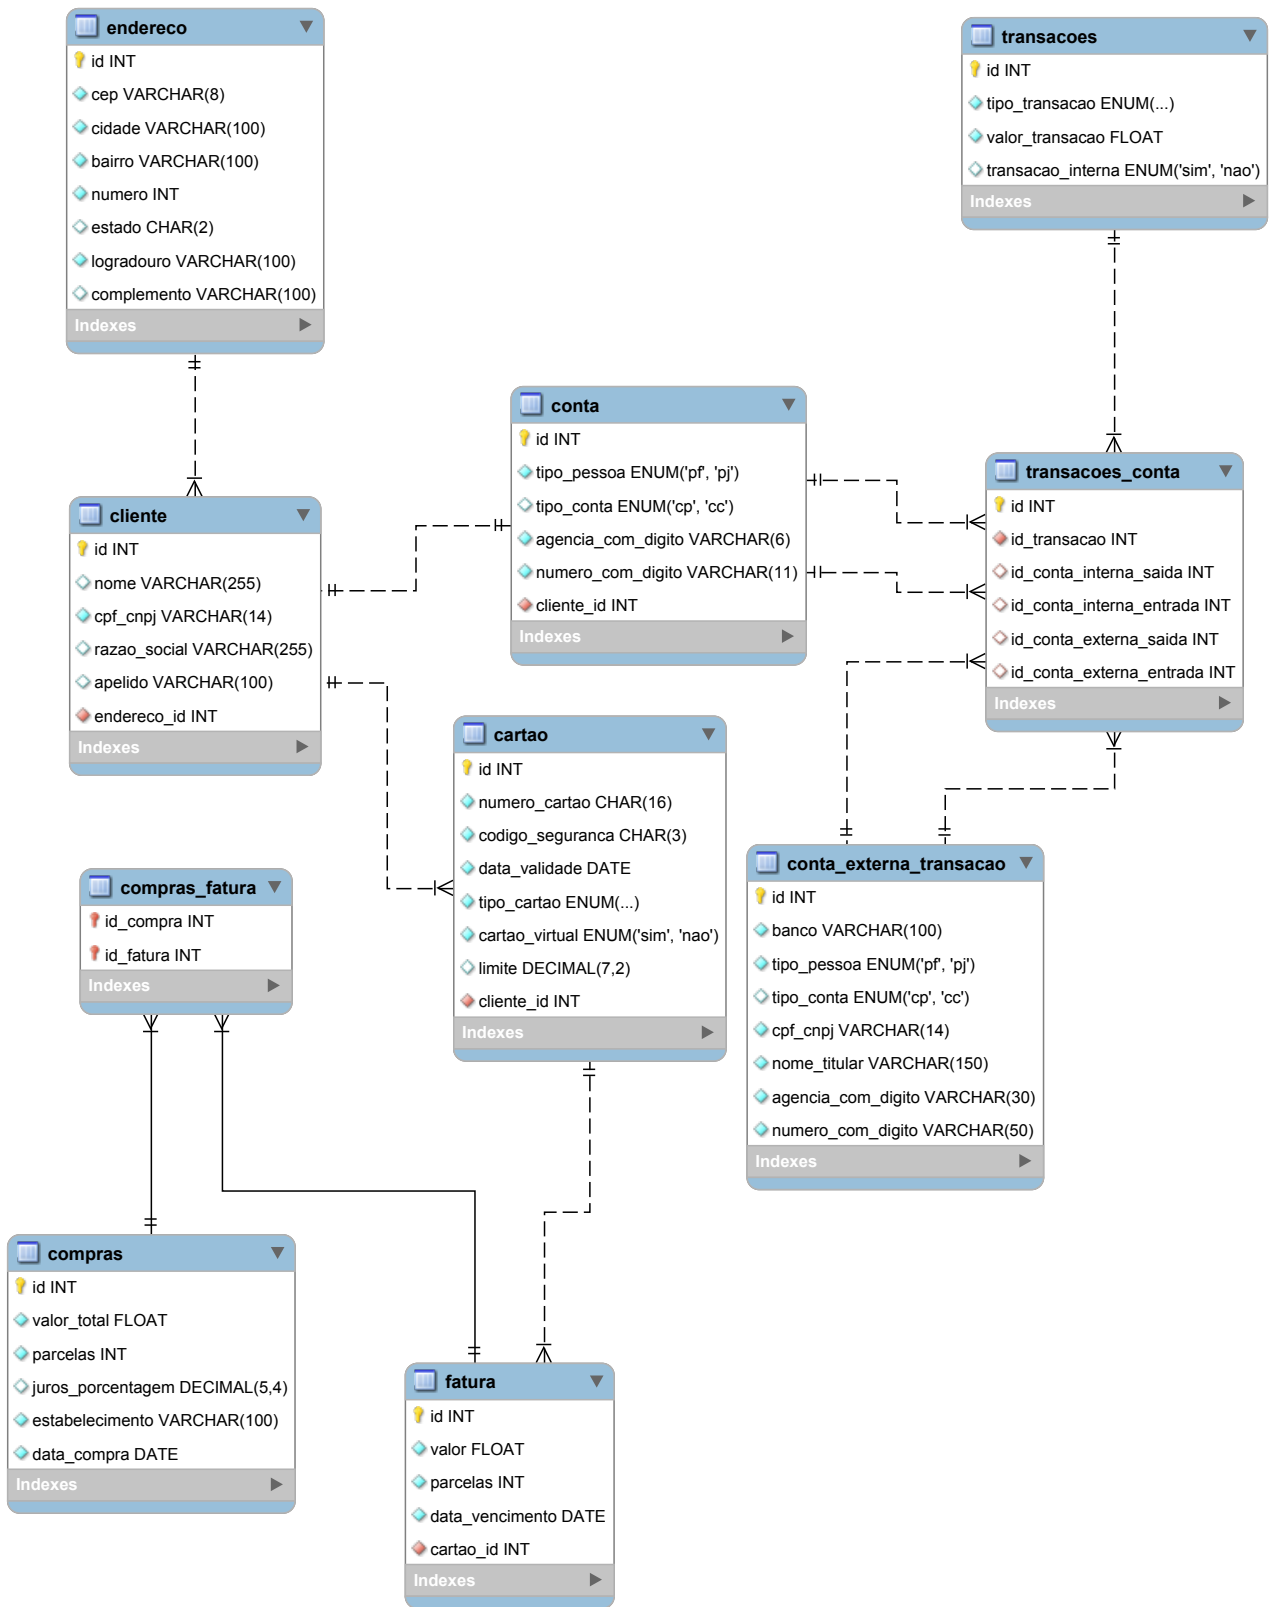 endereco
id INT
cep VARCHAR(8)
cidade VARCHAR(100)
bairro VARCHAR(100)
numero INT
estado CHAR(2)
logradouro VARCHAR(100)
complemento VARCHAR(100)
Indexes
transacoes
id INT
tipo_transacao ENUM(...)
valor_transacao FLOAT
transacao_interna ENUM('sim', 'nao')
Indexes
conta
id INT
tipo_pessoa ENUM('pf', 'pj')
tipo_conta ENUM('cp', 'cc')
agencia_com_digito VARCHAR(6)
numero_com_digito VARCHAR(11)
cliente_id INT
Indexes
transacoes_conta
id INT
id_transacao INT
id_conta_interna_saida INT
id_conta_interna_entrada INT
id_conta_externa_saida INT
id_conta_externa_entrada INT
Indexes
cliente
id INT
nome VARCHAR(255)
cpf_cnpj VARCHAR(14)
razao_social VARCHAR(255)
apelido VARCHAR(100)
endereco_id INT
Indexes
cartao
id INT
numero_cartao CHAR(16)
codigo_seguranca CHAR(3)
data_validade DATE
tipo_cartao ENUM(...)
cartao_virtual ENUM('sim', 'nao')
limite DECIMAL(7,2)
cliente_id INT
Indexes
conta_externa_transacao
id INT
banco VARCHAR(100)
tipo_pessoa ENUM('pf', 'pj')
tipo_conta ENUM('cp', 'cc')
cpf_cnpj VARCHAR(14)
nome_titular VARCHAR(150)
agencia_com_digito VARCHAR(30)
numero_com_digito VARCHAR(50)
Indexes
compras_fatura
id_compra INT
id_fatura INT
Indexes
compras
id INT
valor_total FLOAT
parcelas INT
juros_porcentagem DECIMAL(5,4)
estabelecimento VARCHAR(100)
data_compra DATE
Indexes
fatura
id INT
valor FLOAT
parcelas INT
data_vencimento DATE
cartao_id INT
Indexes